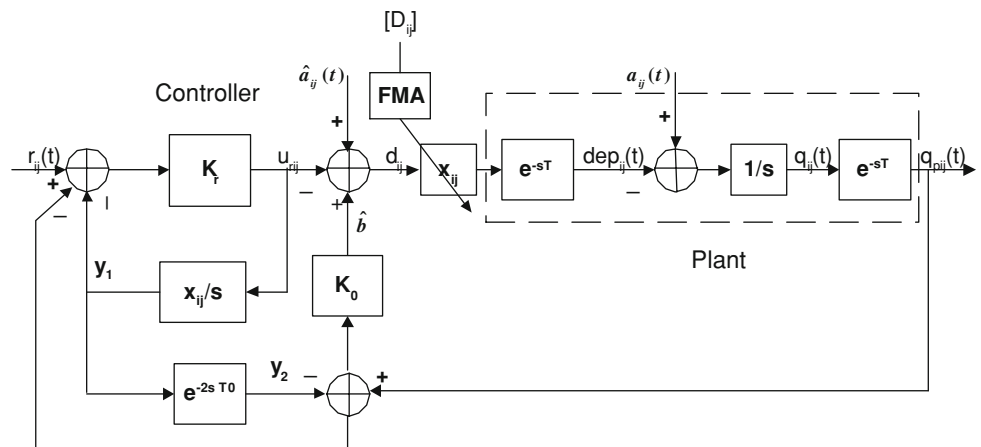 [D_ij]
â_ij(t)
a_ij(t)
Controller
FMA
+
+
r_ij(t)
K_r
u_rij
d_ij
x_ij
e^-sT
dep_ij(t)
1/s
q_ij(t)
e^-sT
q_pij(t)
+
−
−
+
−
b̂
Plant
y_1
x_ij/s
K_0
e^-2s T0
y_2
−
+